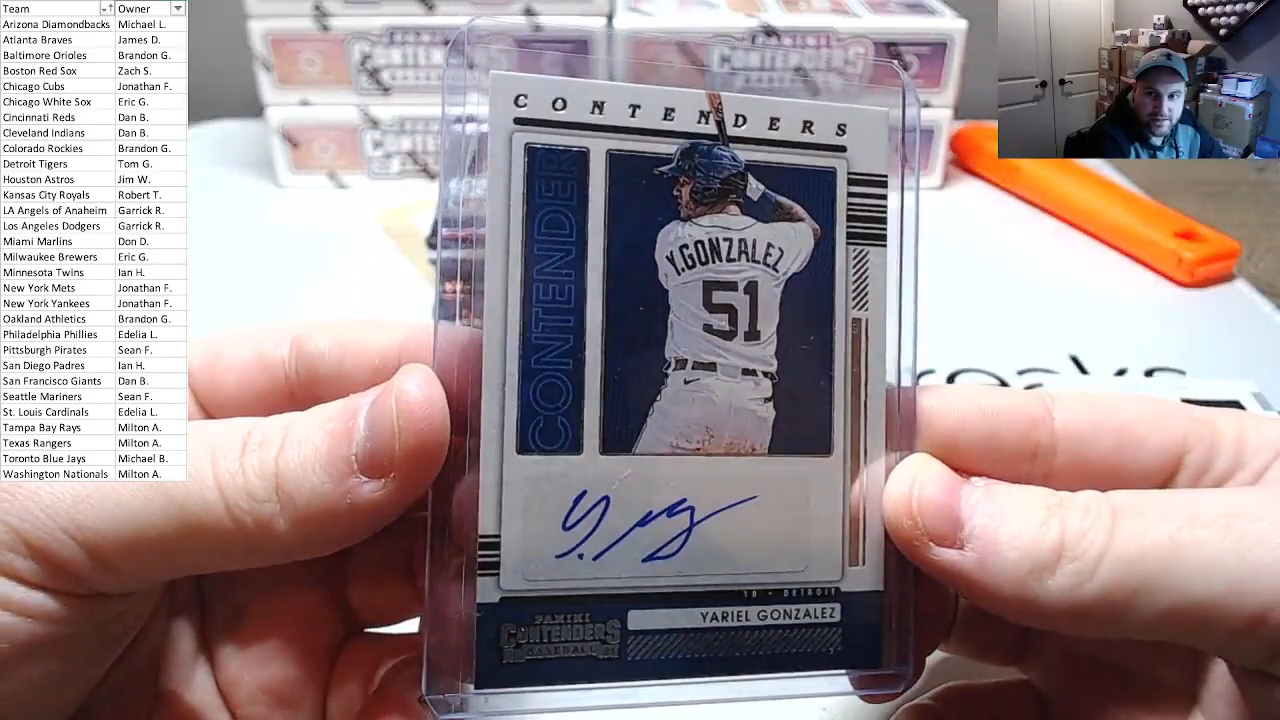 Team Owner
Arizona Diamondbacks Michael L.
Atlanta Braves James D.
Baltimore Orioles Brandon G.
Boston Red Sox Zach S.
Chicago Cubs Jonathan F.
Chicago White Sox Eric G.
Cincinnati Reds Dan B.
Cleveland Indians Dan B.
Colorado Rockies Brandon G.
Detroit Tigers Tom G.
Houston Astros Jim W.
Kansas City Royals Robert T.
LA Angels of Anaheim Garrick R.
Los Angeles Dodgers Garrick R.
Miami Marlins Don D.
Milwaukee Brewers Eric G.
Minnesota Twins Ian H.
New York Mets Jonathan F.
New York Yankees Jonathan F.
Oakland Athletics Brandon G.
Philadelphia Phillies Edelia L.
Pittsburgh Pirates Sean F.
San Diego Padres Ian H.
San Francisco Giants Dan B.
Seattle Mariners Sean F.
St. Louis Cardinals Edelia L.
Tampa Bay Rays Milton A.
Texas Rangers Milton A.
Toronto Blue Jays Michael B.
Washington Nationals Milton A.
CONTENDERS
CONTENDERS
CONTENDERS
CONTENDER
Y.GONZALEZ
51
1B • DETROIT
YARIEL GONZALEZ
PANINI
CONTENDERS
BASEBALL 21